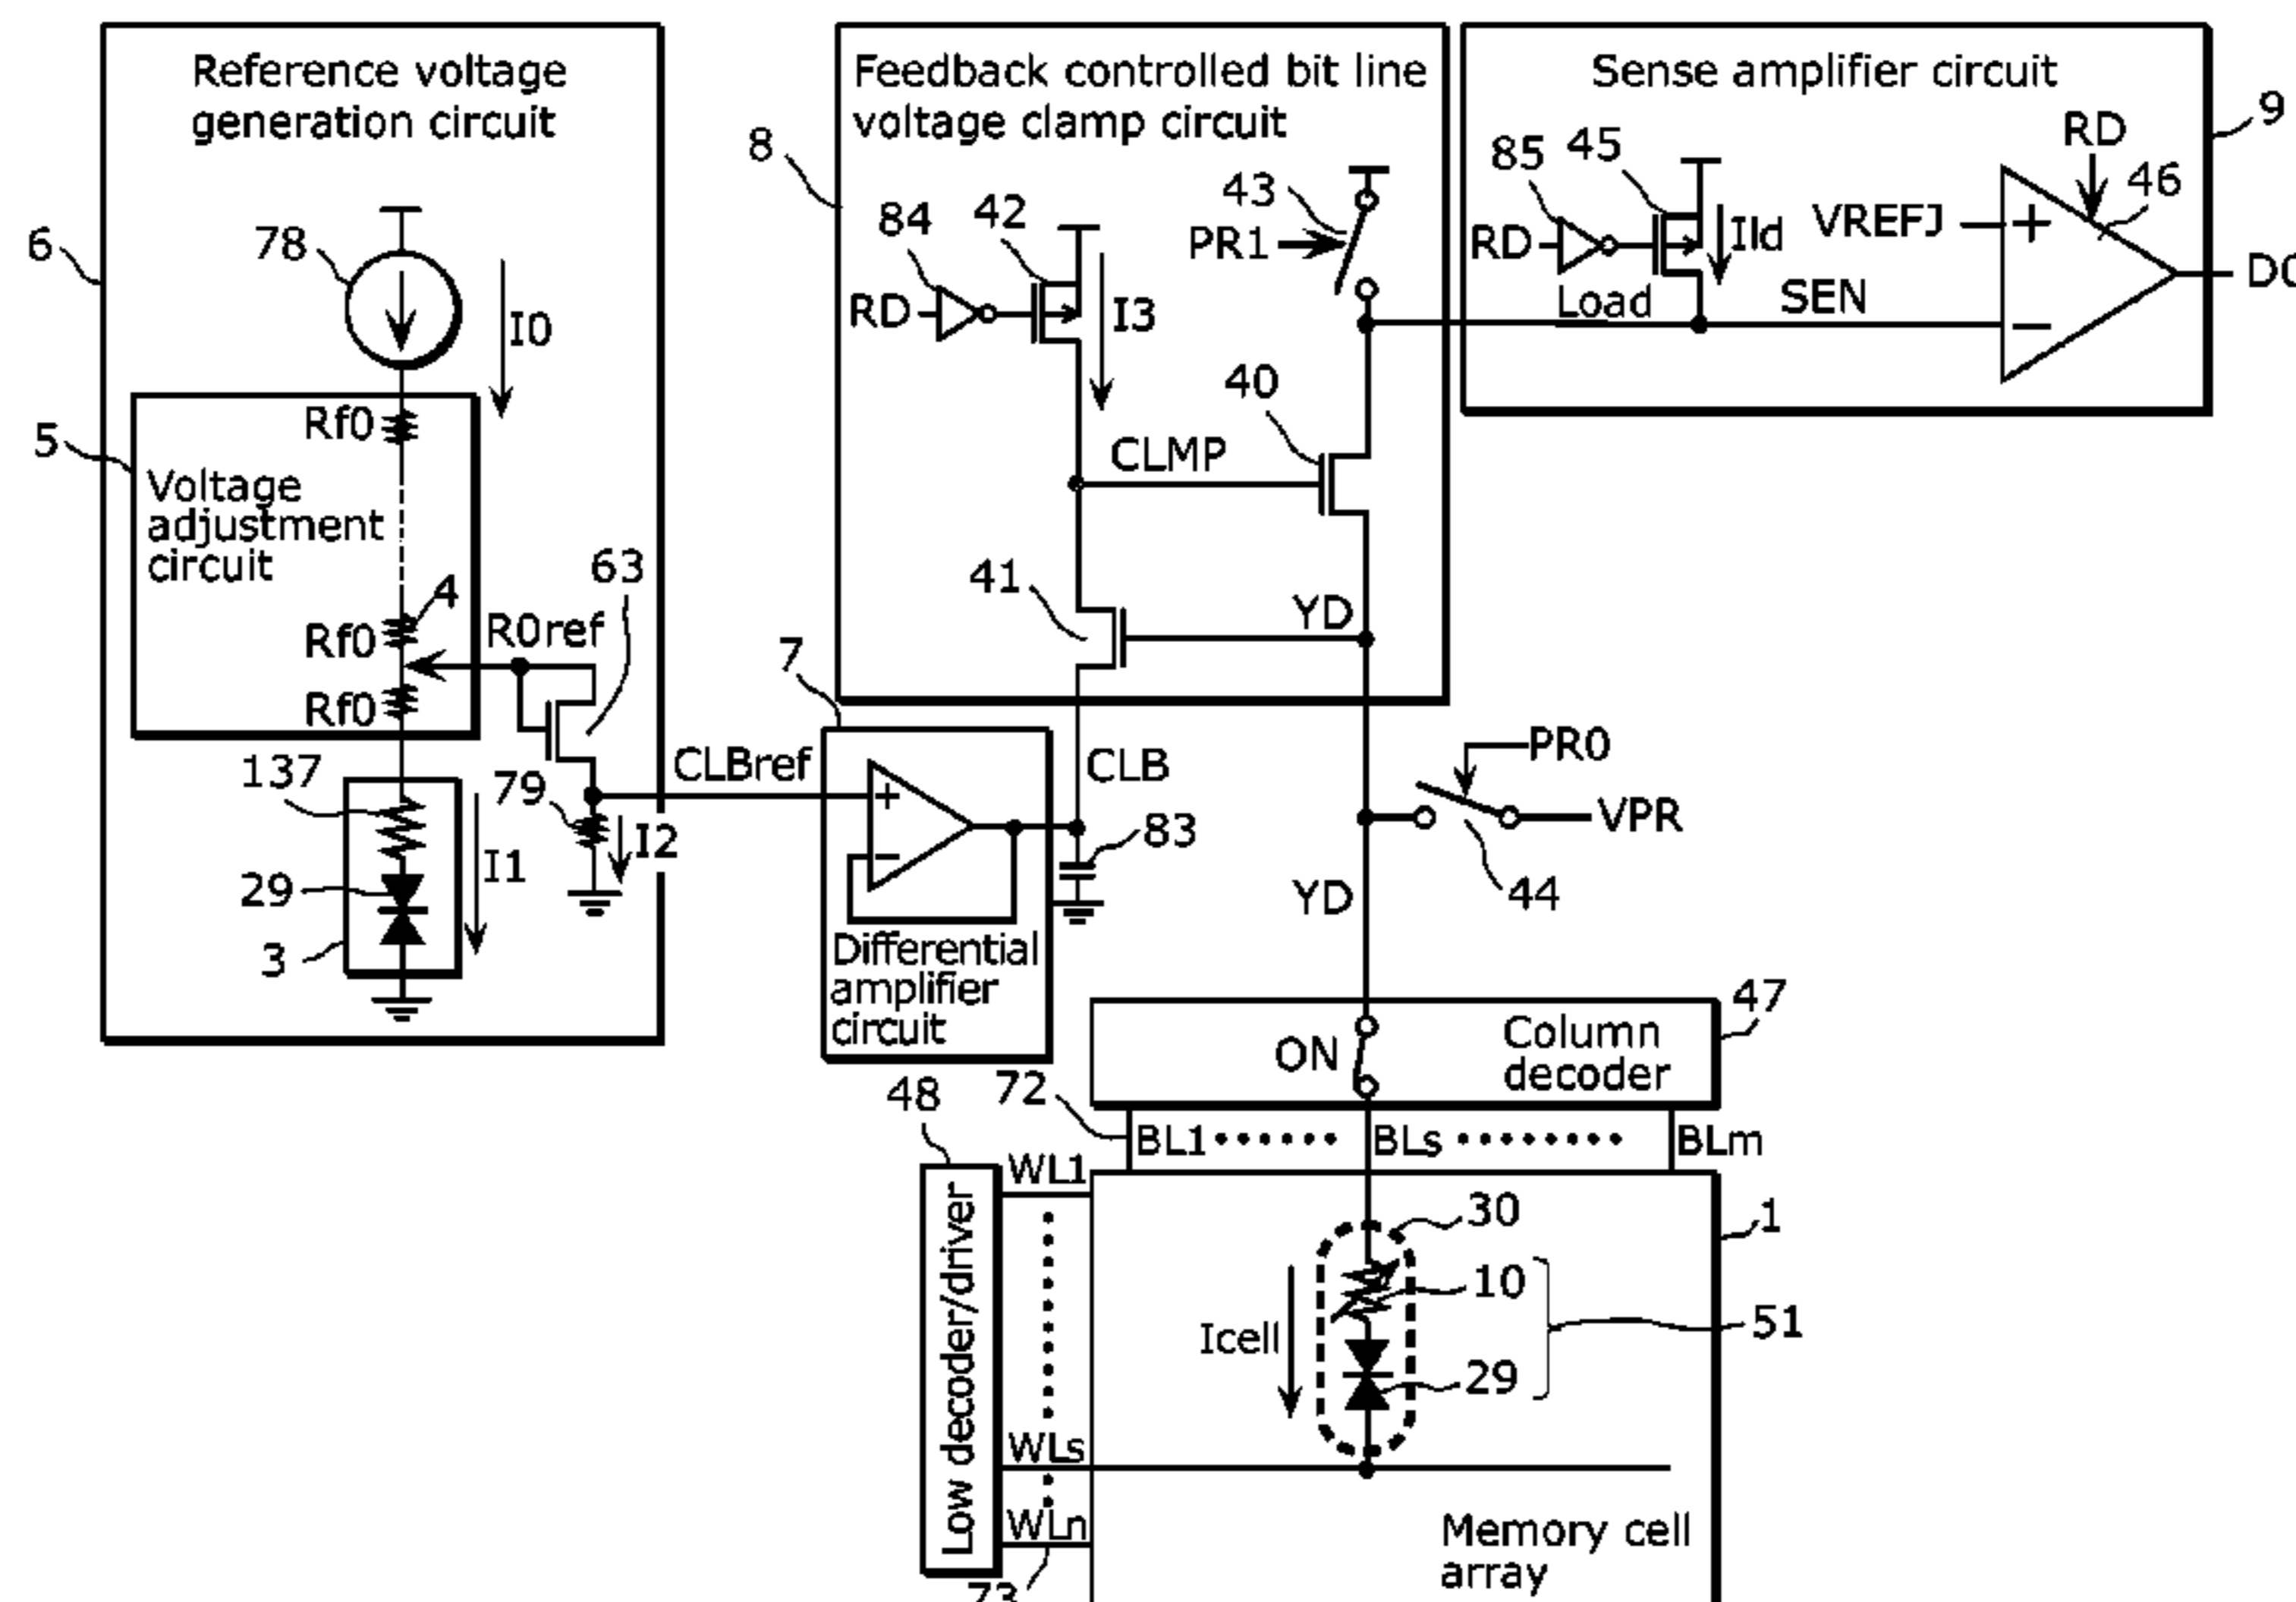 Reference voltage
generation circuit
6
78
I0
5
Rf0
Voltage
adjustment
circuit
4
Rf0
R0ref
63
Rf0
137
29
I1
3
79
I2
CLBref
7
CLB
83
Differential
amplifier
circuit
Feedback controlled bit line
voltage clamp circuit
8
84
42
RD
I3
43
PR1
40
CLMP
41
YD
Sense amplifier circuit
9
85
45
RD
Ild
Load
SEN
VREFJ
RD
46
+
−
PR0
VPR
44
YD
47
ON
Column
decoder
72
BL1
BLs
BLm
48
Low decoder/driver
WL1
WLs
WLn
30
1
10
51
Icell
29
Memory cell
array